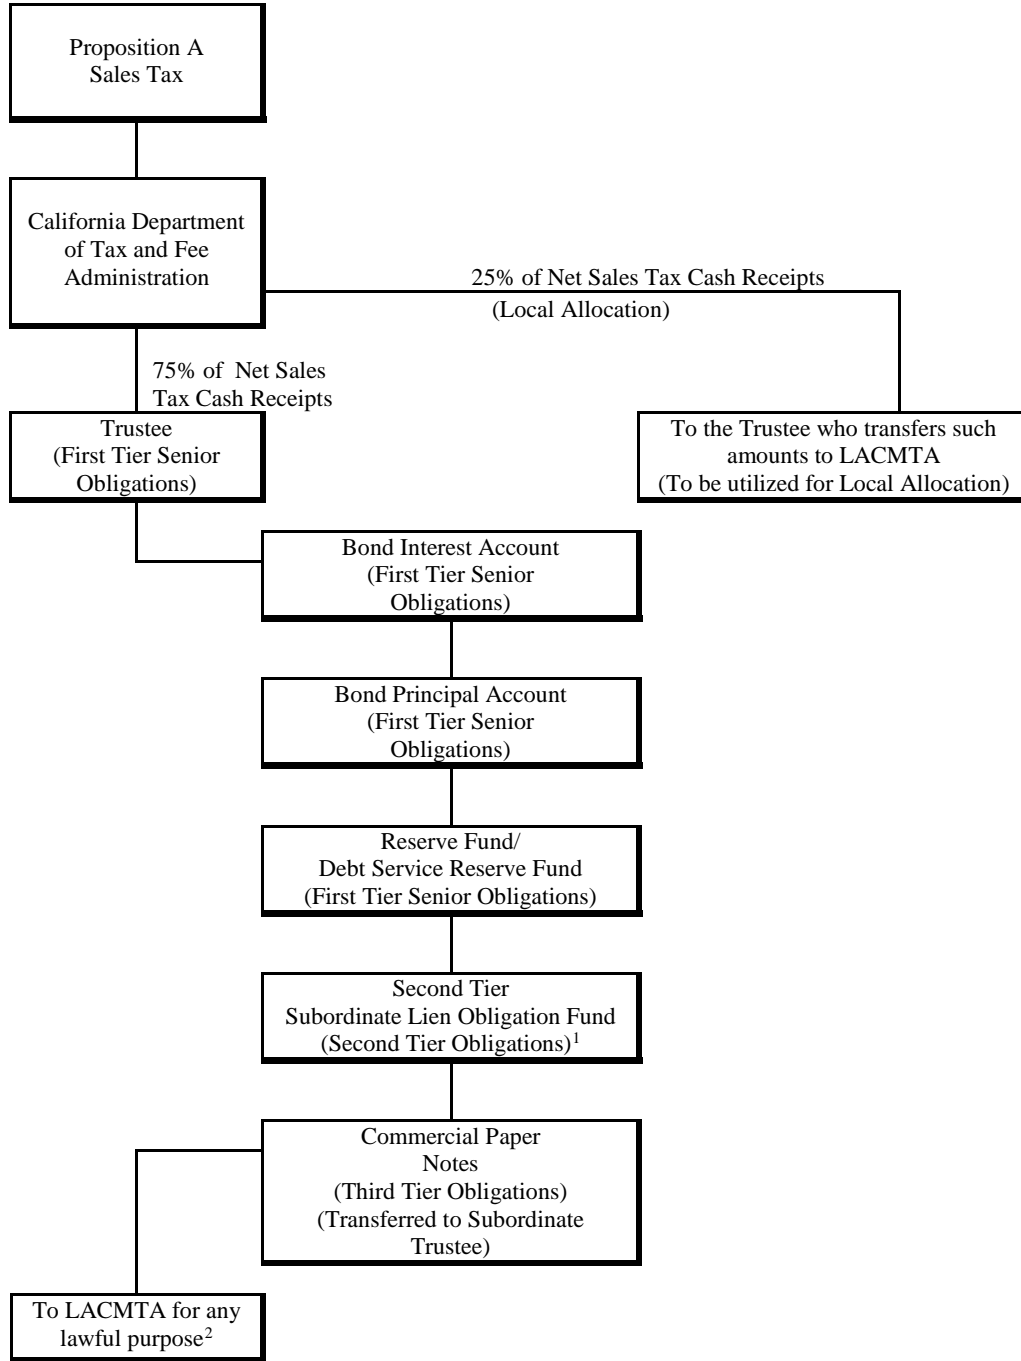 Proposition A
Sales Tax
California Department
of Tax and Fee
Administration
25% of Net Sales Tax Cash Receipts
(Local Allocation)
75% of Net Sales
Tax Cash Receipts
Trustee
(First Tier Senior
Obligations)
To the Trustee who transfers such
amounts to LACMTA
(To be utilized for Local Allocation)
Bond Interest Account
(First Tier Senior
Obligations)
Bond Principal Account
(First Tier Senior
Obligations)
Reserve Fund/
Debt Service Reserve Fund
(First Tier Senior Obligations)
Second Tier
Subordinate Lien Obligation Fund
(Second Tier Obligations)¹
Commercial Paper
Notes
(Third Tier Obligations)
(Transferred to Subordinate
Trustee)
To LACMTA for any
lawful purpose²